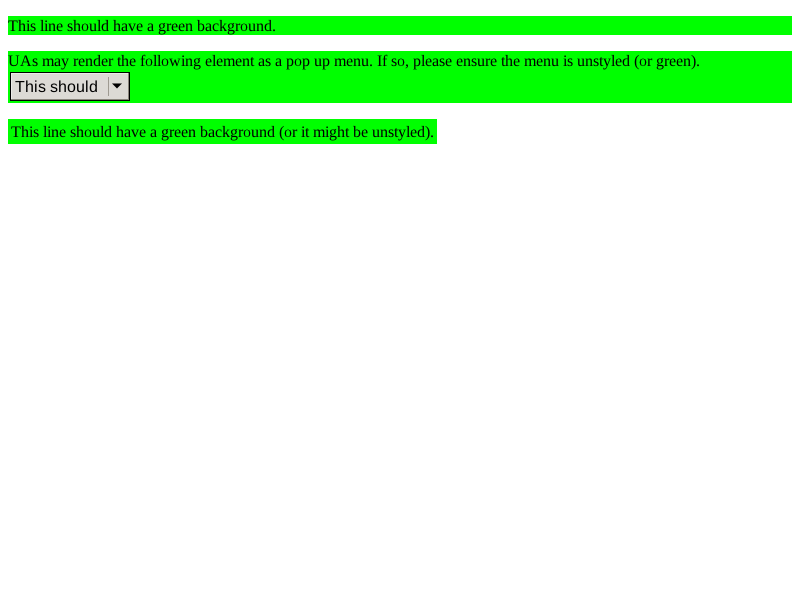 This line should have a green background.
UAs may render the following element as a pop up menu. If so, please ensure the menu is unstyled (or green).
This should
This line should have a green background (or it might be unstyled).